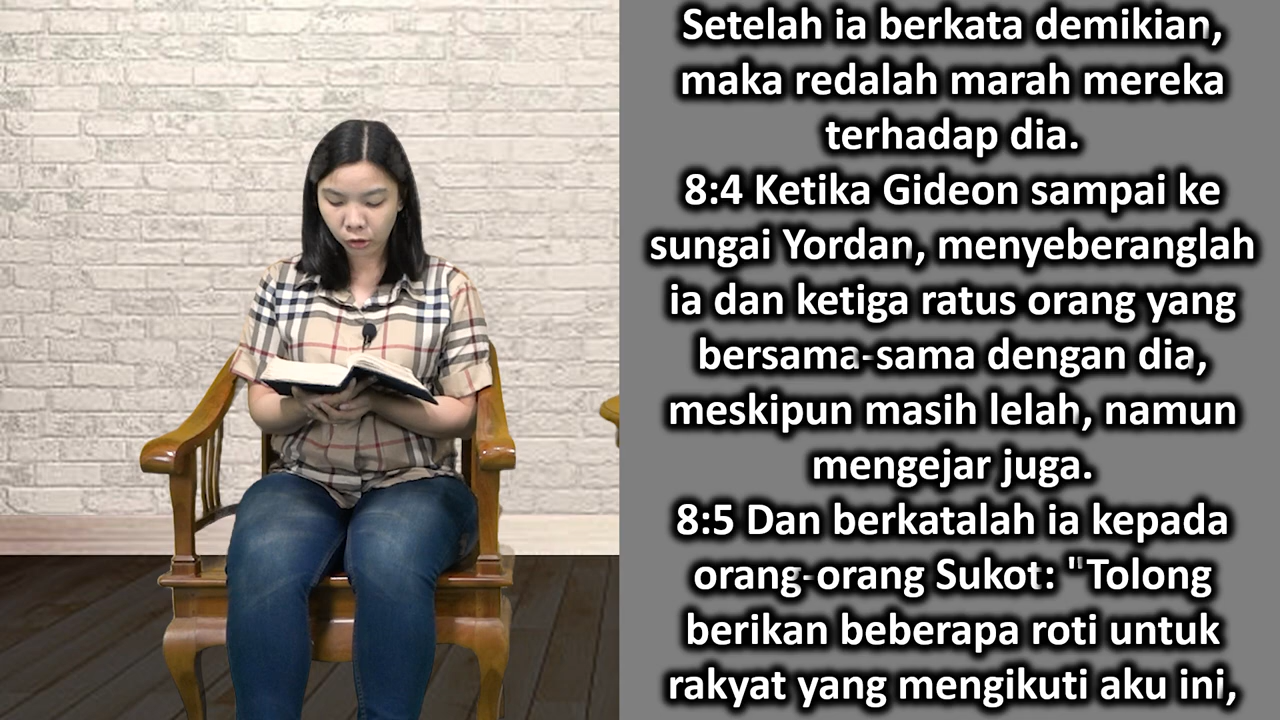 Setelah ia berkata demikian,
maka redalah marah mereka
terhadap dia.
8:4 Ketika Gideon sampai ke
sungai Yordan, menyeberanglah
ia dan ketiga ratus orang yang
bersama-sama dengan dia,
meskipun masih lelah, namun
mengejar juga.
8:5 Dan berkatalah ia kepada
orang-orang Sukot: "Tolong
berikan beberapa roti untuk
rakyat yang mengikuti aku ini,